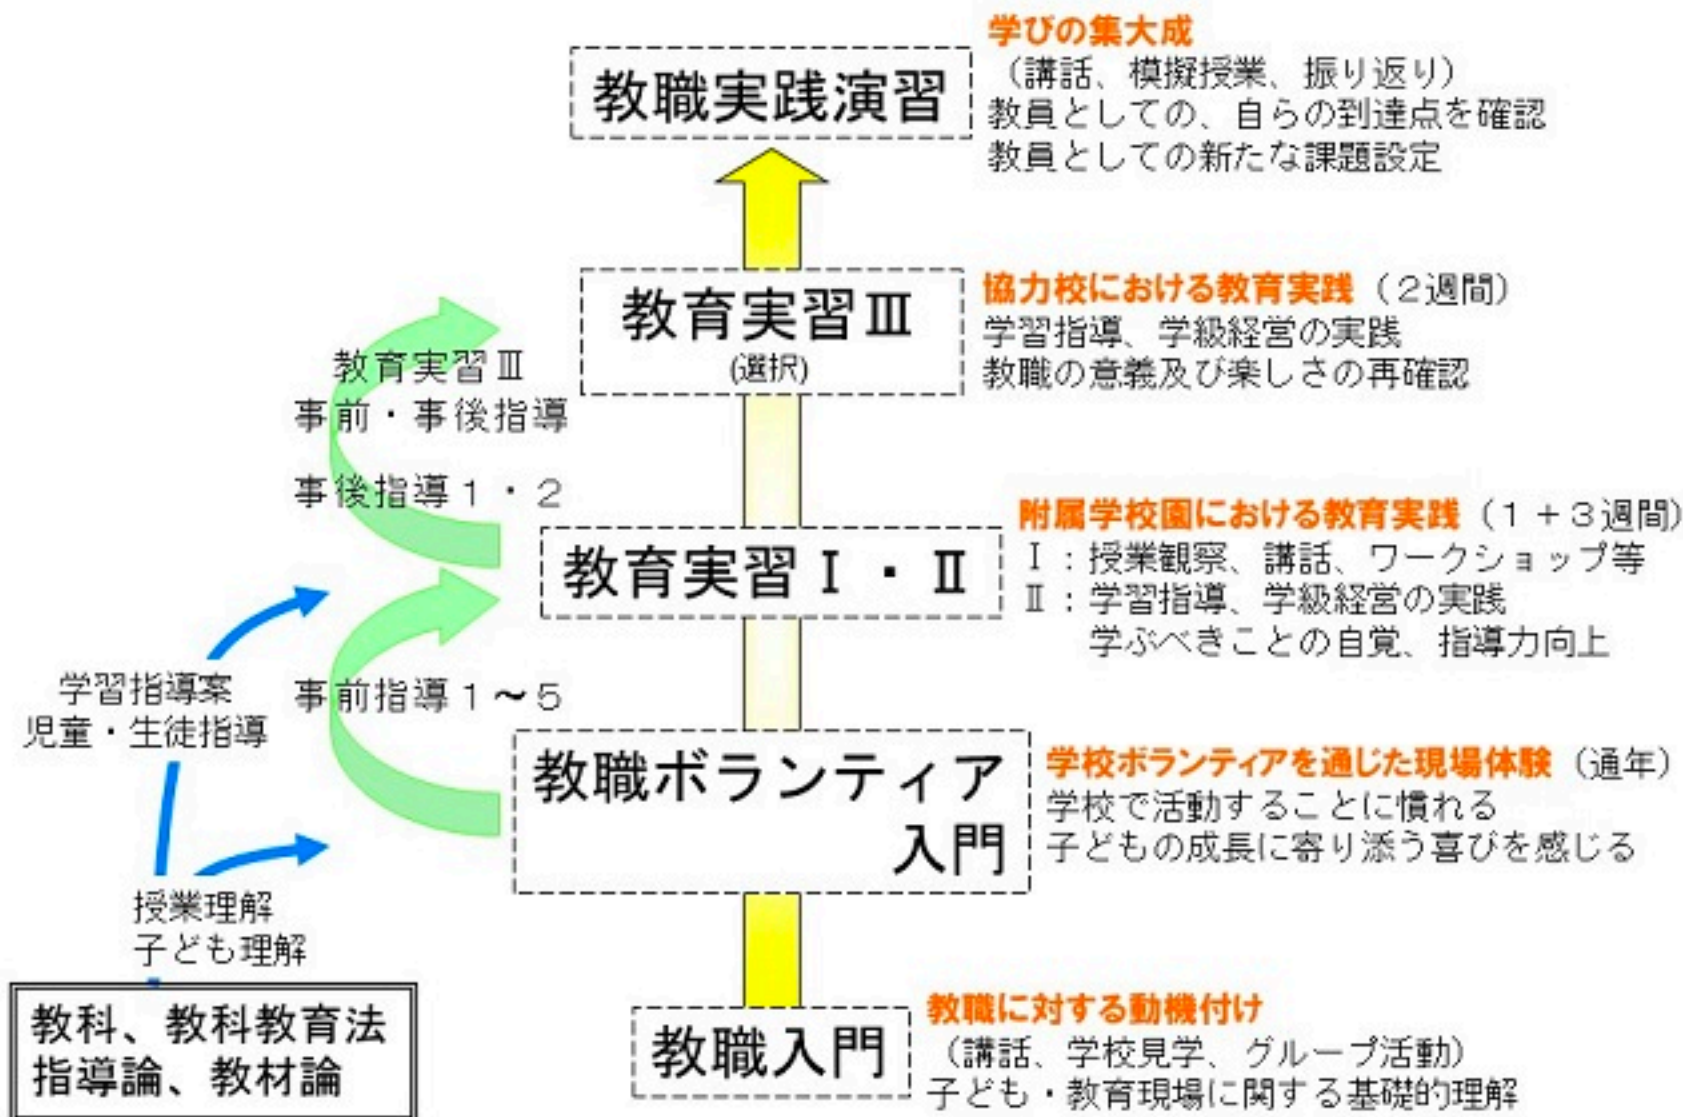 教職実践演習
学びの集大成
（講話、模擬授業、振り返り）
教員としての、自らの到達点を確認
教員としての新たな課題設定
教育実習Ⅲ
(選択)
協力校における教育実践（２週間）
学習指導、学級経営の実践
教職の意義及び楽しさの再確認
教育実習Ⅲ
事前・事後指導
事後指導１・２
教育実習Ⅰ・Ⅱ
附属学校園における教育実践（１＋３週間）
Ⅰ：授業観察、講話、ワークショップ等
Ⅱ：学習指導、学級経営の実践
学ぶべきことの自覚、指導力向上
学習指導案
児童・生徒指導
事前指導１～５
教職ボランティア
入門
学校ボランティアを通じた現場体験（通年）
学校で活動することに慣れる
子どもの成長に寄り添う喜びを感じる
授業理解
子ども理解
教科、教科教育法
指導論、教材論
教職入門
教職に対する動機付け
（講話、学校見学、グループ活動）
子ども・教育現場に関する基礎的理解